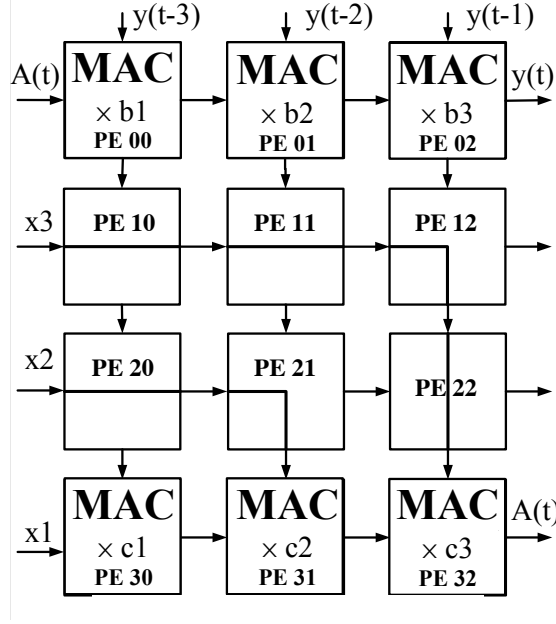 y(t-3) y(t-2) y(t-1)
A(t) MAC MAC MAC y(t)
× b1 × b2 × b3
PE 00 PE 01 PE 02
x3 PE 10 PE 11 PE 12
x2 PE 20 PE 21 PE 22
MAC MAC MAC A(t)
x1 × c1 × c2 × c3
PE 30 PE 31 PE 32